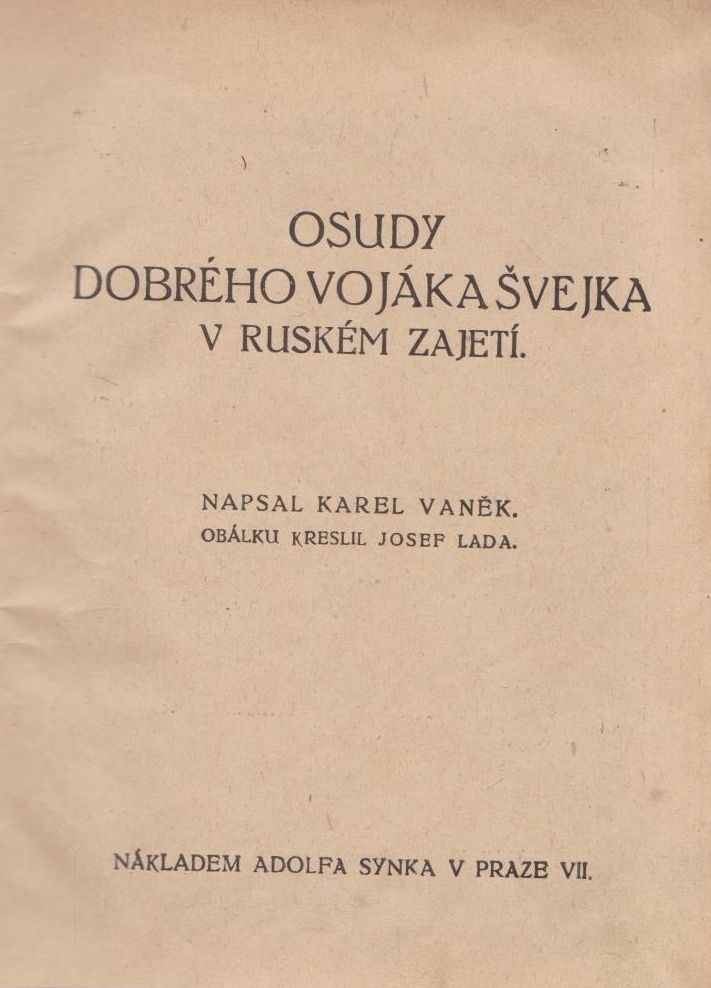 OSUDY
DOBRÉHO VOJÁKA ŠVEJKA
V RUSKÉM ZAJETÍ.
NAPSAL KAREL VANĚK.
OBÁLKU KRESLIL JOSEF LADA.
NÁKLADEM ADOLFA SYNKA V PRAZE VII.